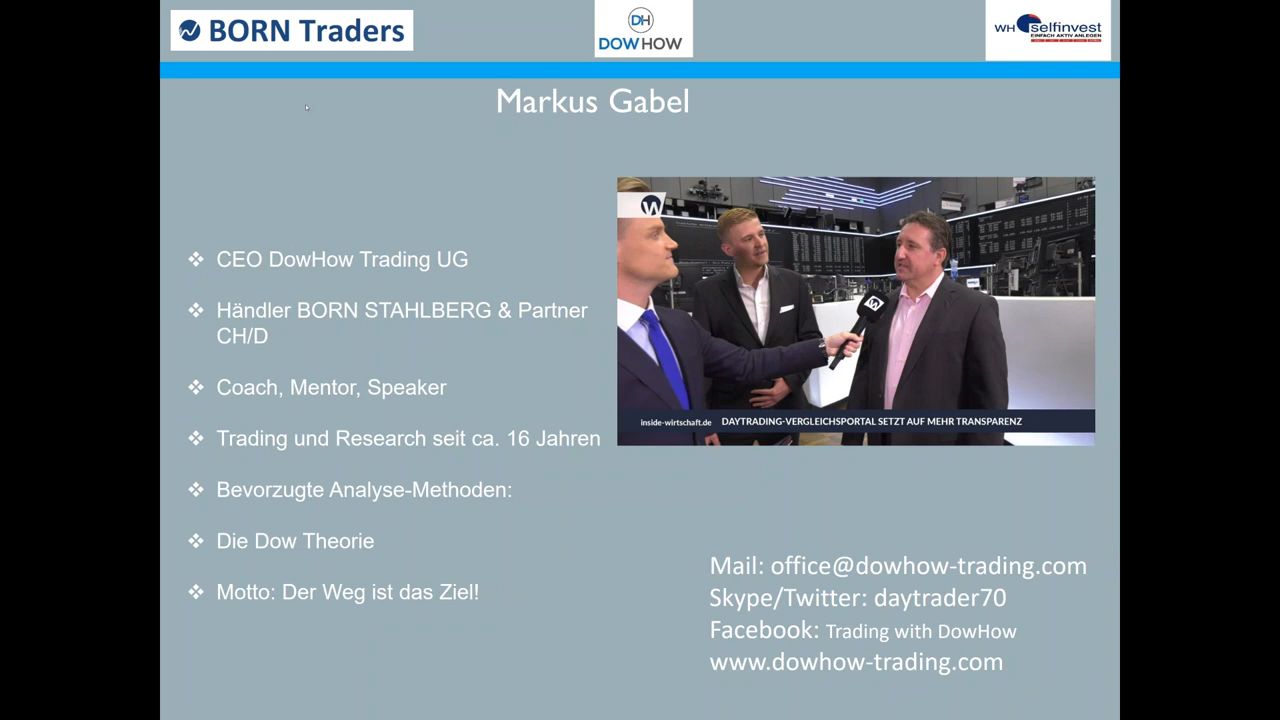 BORN Traders
DH
DOWHOW
WH selfinvest
EINFACH AKTIV ANLEGEN
Markus Gabel
CEO DowHow Trading UG
Händler BORN STAHLBERG & Partner
CH/D
Coach, Mentor, Speaker
Trading und Research seit ca. 16 Jahren
Bevorzugte Analyse-Methoden:
Die Dow Theorie
Motto: Der Weg ist das Ziel!
W
W
inside-wirtschaft.de DAYTRADING-VERGLEICHSPORTAL SETZT AUF MEHR TRANSPARENZ
Mail: office@dowhow-trading.com
Skype/Twitter: daytrader70
Facebook: Trading with DowHow
www.dowhow-trading.com